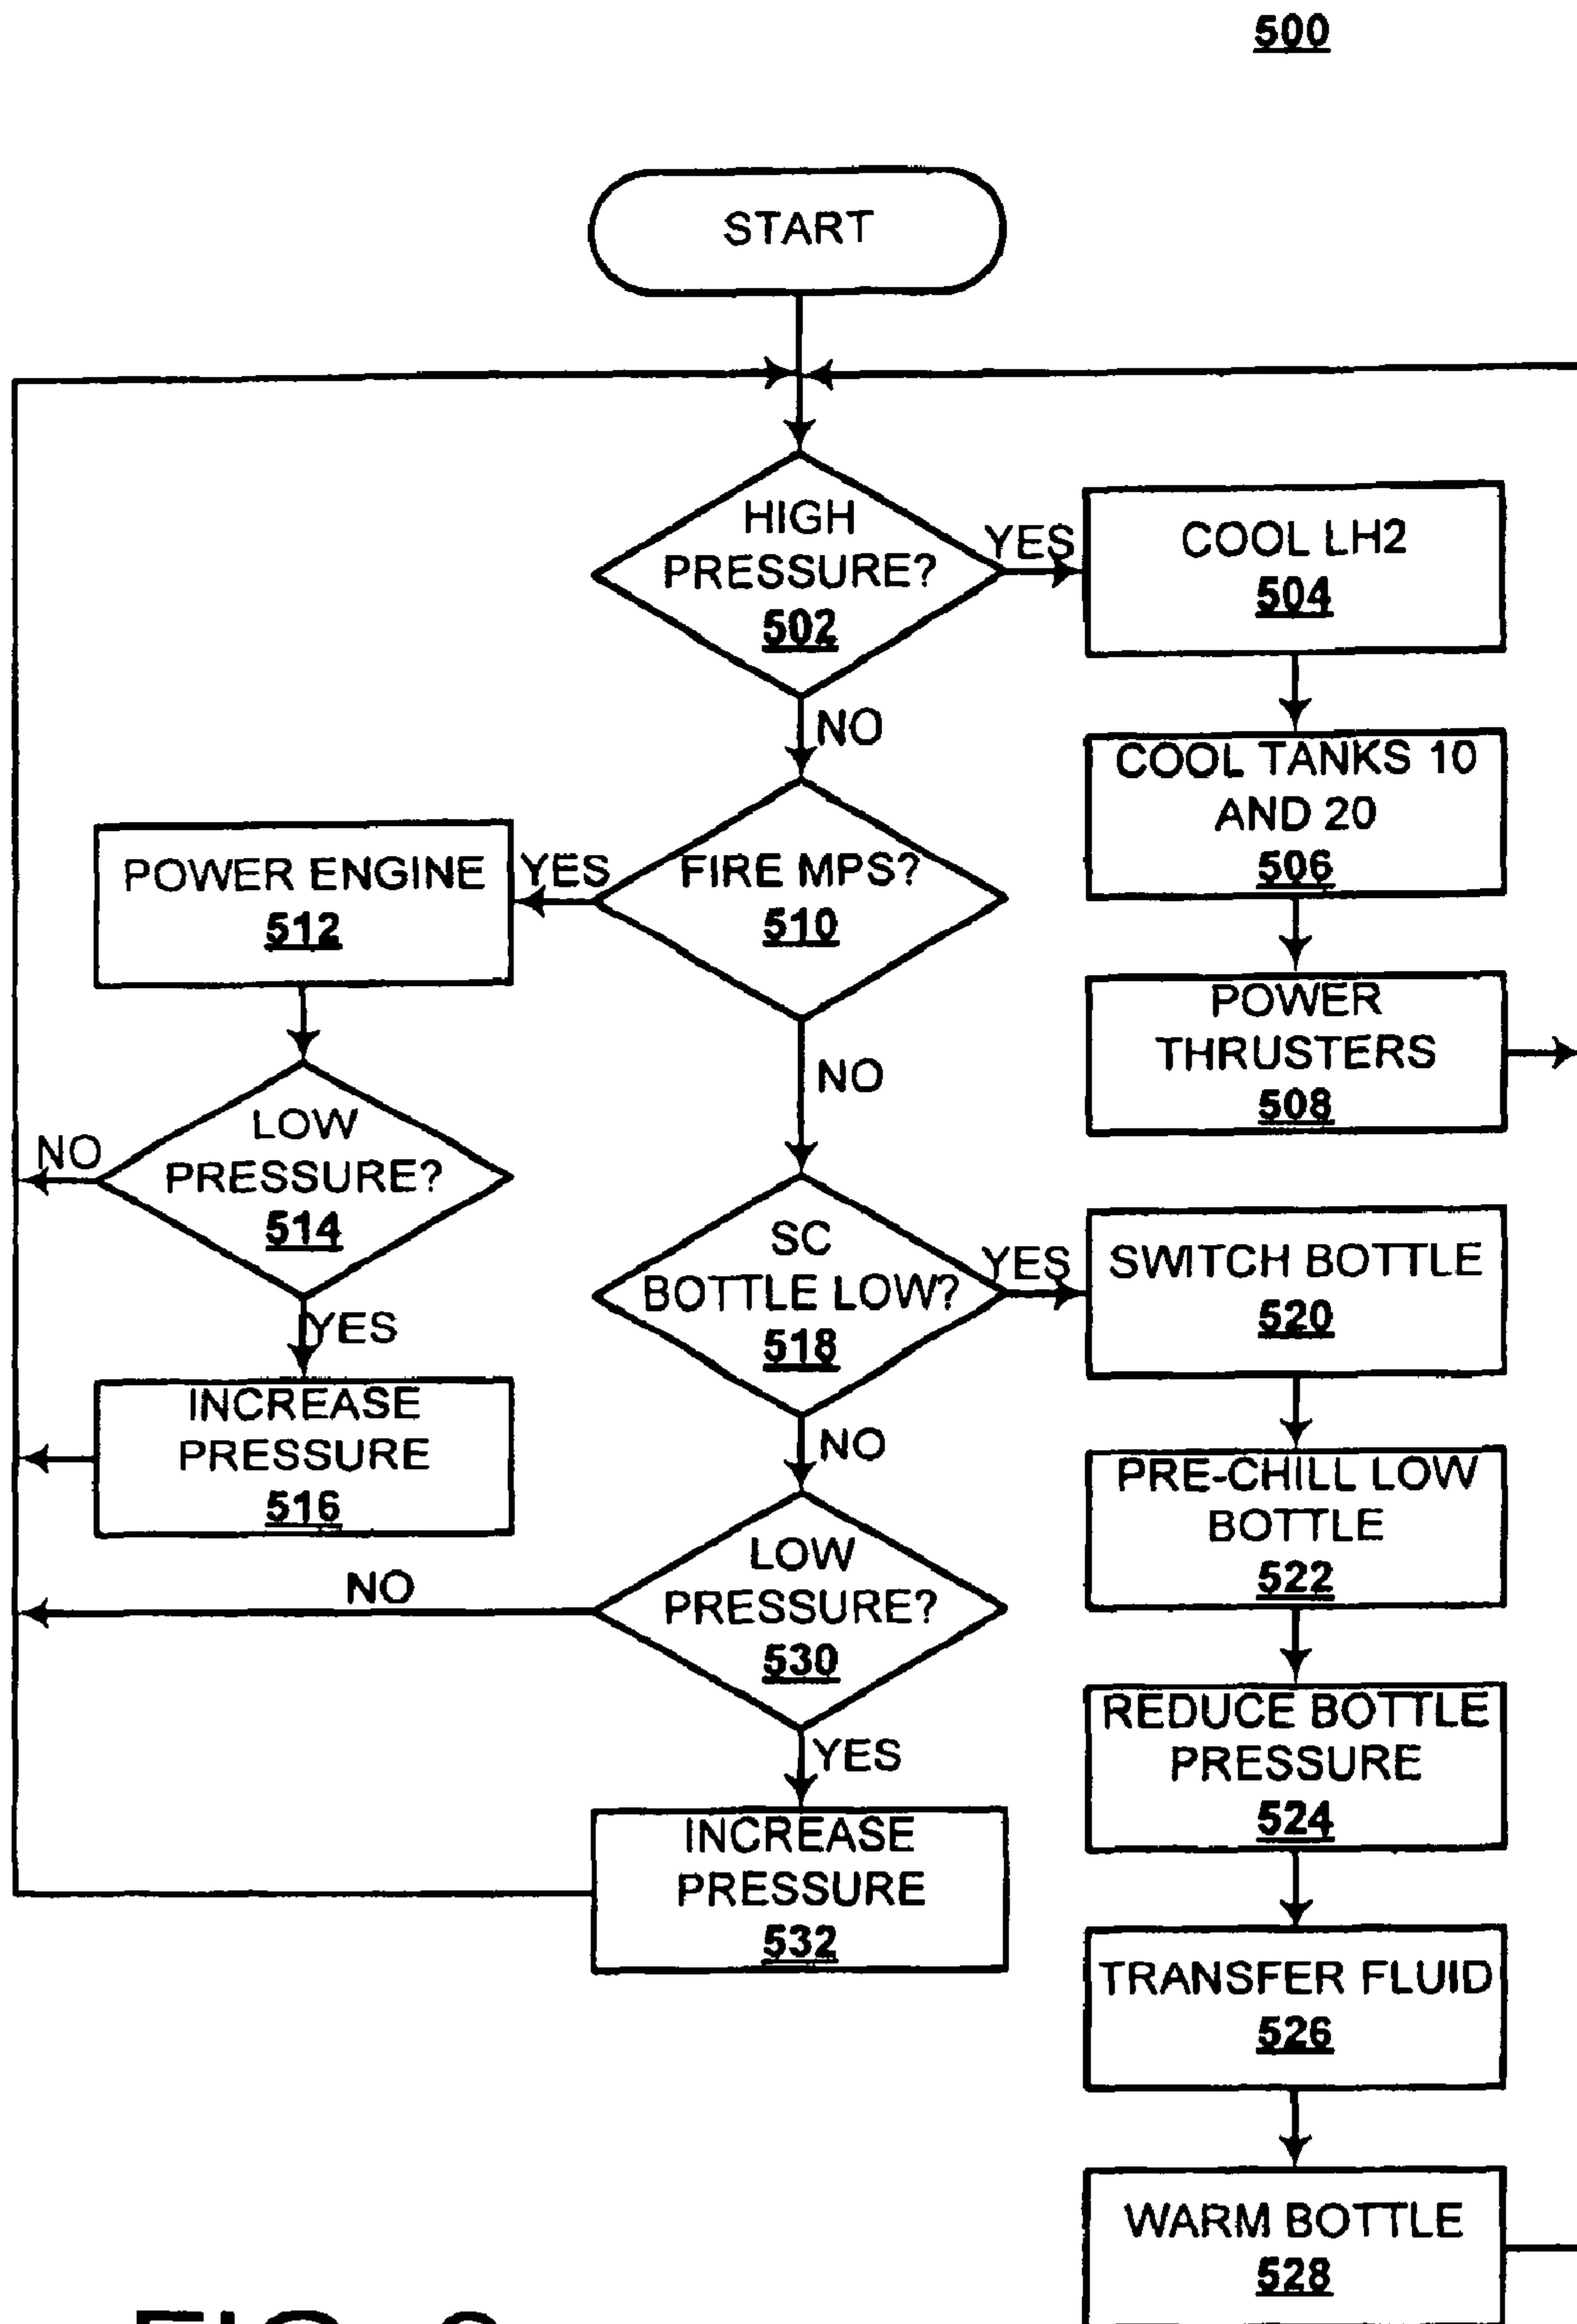 500
START
HIGH
PRESSURE?
502
YES
COOL LH2
504
NO
COOL TANKS 10
AND 20
506
POWER ENGINE
512
YES
FIRE MPS?
510
POWER
THRUSTERS
508
NO
LOW
PRESSURE?
514
NO
SC
BOTTLE LOW?
518
YES
SWITCH BOTTLE
520
YES
INCREASE
PRESSURE
516
NO
PRE-CHILL LOW
BOTTLE
522
LOW
PRESSURE?
530
NO
REDUCE BOTTLE
PRESSURE
524
YES
INCREASE
PRESSURE
532
TRANSFER FLUID
526
WARM BOTTLE
528